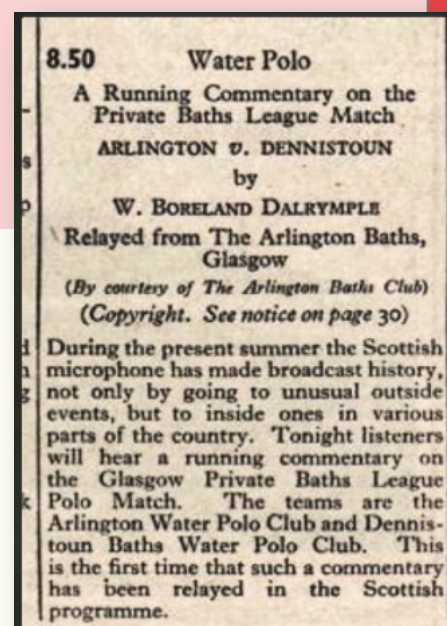 8.50 Water Polo
A Running Commentary on the
Private Baths League Match
ARLINGTON v. DENNISTOUN
by
W. BORELAND DALRYMPLE
Relayed from The Arlington Baths,
Glasgow
(By courtesy of The Arlington Baths Club)
(Copyright. See notice on page 30)
During the present summer the Scottish
microphone has made broadcast history,
not only by going to unusual outside
events, but to inside ones in various
parts of the country. Tonight listeners
will hear a running commentary on
the Glasgow Private Baths League
Polo Match. The teams are the
Arlington Water Polo Club and Dennis-
toun Baths Water Polo Club. This
is the first time that such a commentary
has been relayed in the Scottish
programme.